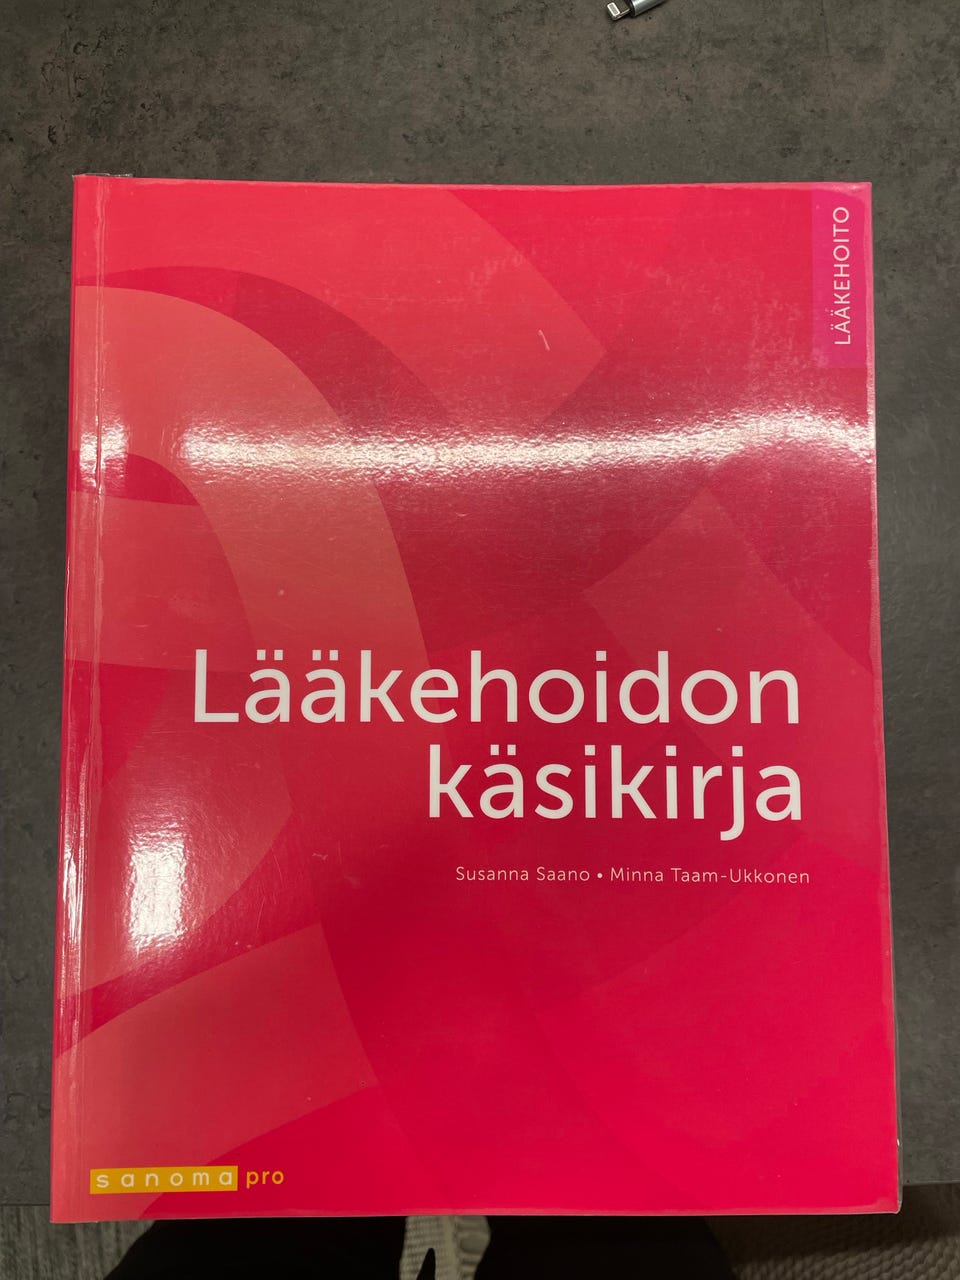 LÄÄKEHOITO
Lääkehoidon
käsikirja
Susanna Saano • Minna Taam-Ukkonen
sanoma pro